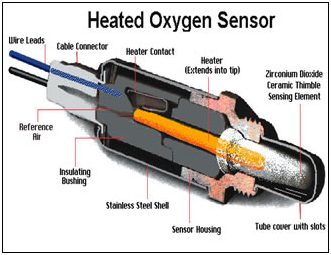 Heated Oxygen Sensor
Wire Leads
Cable Connector
Heater Contact
Heater
(Extends into tip)
Zirconium Dioxide
Ceramic Thimble
Sensing Element
Reference
Air
Insulating
Bushing
Stainless Steel Shell
Sensor Housing
Tube cover with slots